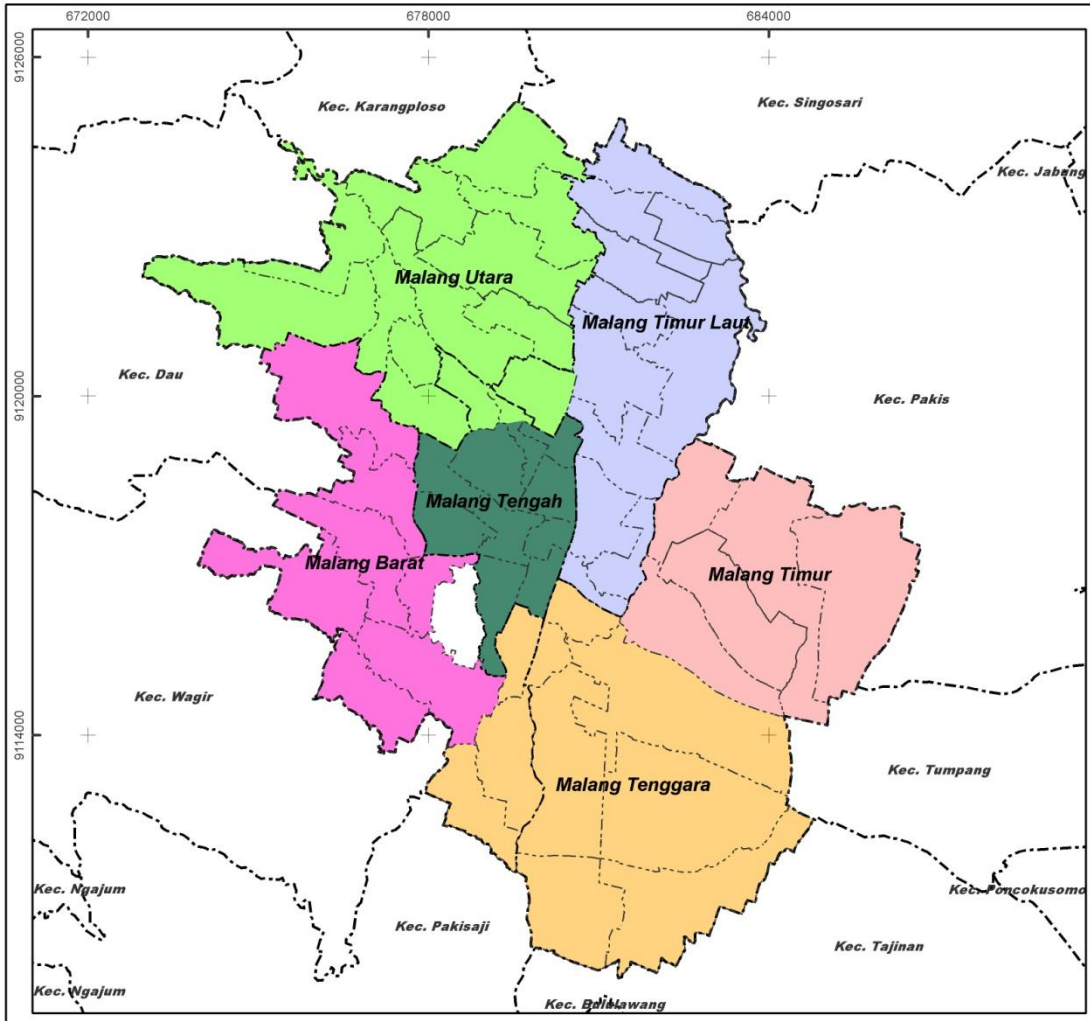 672000
678000
684000
9126000
Kec. Karangploso
Kec. Singosari
Kec. Jabung
Malang Utara
Malang Timur Laut
Kec. Dau
9120000
Kec. Pakis
Malang Tengah
Malang Barat
Malang Timur
Kec. Wagir
9114000
Kec. Tumpang
Malang Tenggara
Kec. Ngajum
Kec. Poncokusomo
Kec. Pakisaji
Kec. Tajinan
Kec. Ngajum
Kec. Bululawang